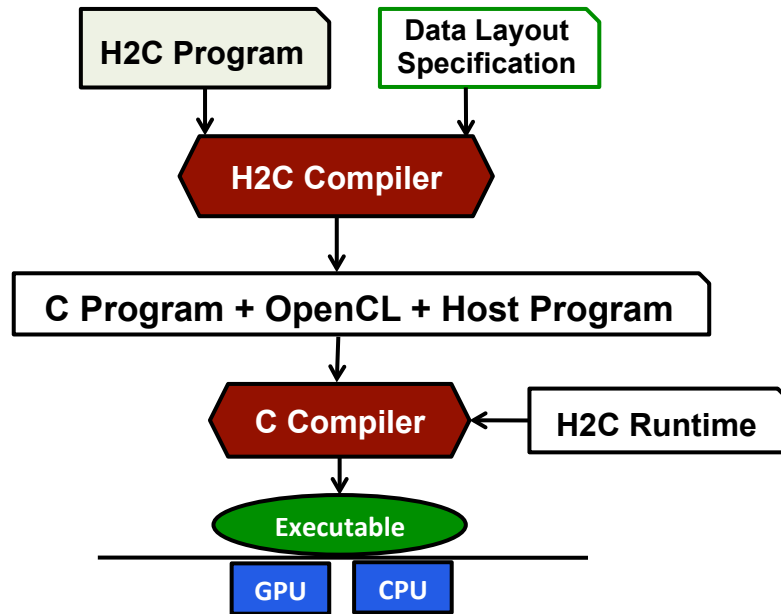 H2C Program
Data Layout
Specification
H2C Compiler
C Program + OpenCL + Host Program
C Compiler
H2C Runtime
Executable
GPU
CPU